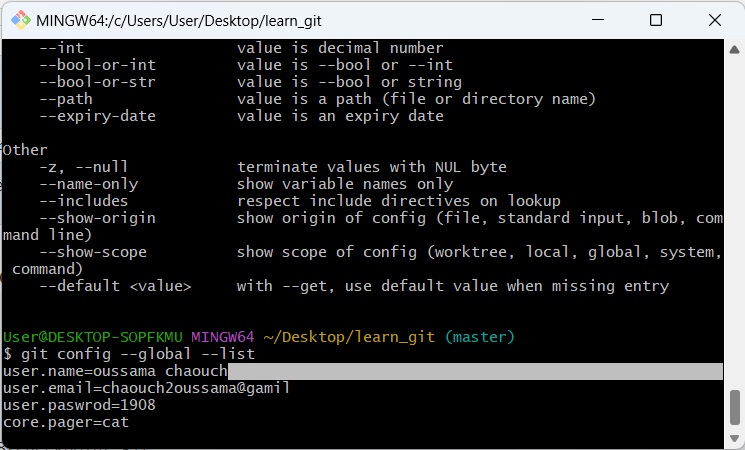 MINGW64:/c/Users/User/Desktop/learn_git
--int value is decimal number
--bool-or-int value is --bool or --int
--bool-or-str value is --bool or string
--path value is a path (file or directory name)
--expiry-date value is an expiry date
Other
-z, --null terminate values with NUL byte
--name-only show variable names only
--includes respect include directives on lookup
--show-origin show origin of config (file, standard input, blob, com
mand line)
--show-scope show scope of config (worktree, local, global, system,
command)
--default <value> with --get, use default value when missing entry
User@DESKTOP-SOPFKMU MINGW64 ~/Desktop/learn_git (master)
$ git config --global --list
user.name=oussama chaouch
user.email=chaouch2oussama@gamil
user.paswrod=1908
core.pager=cat